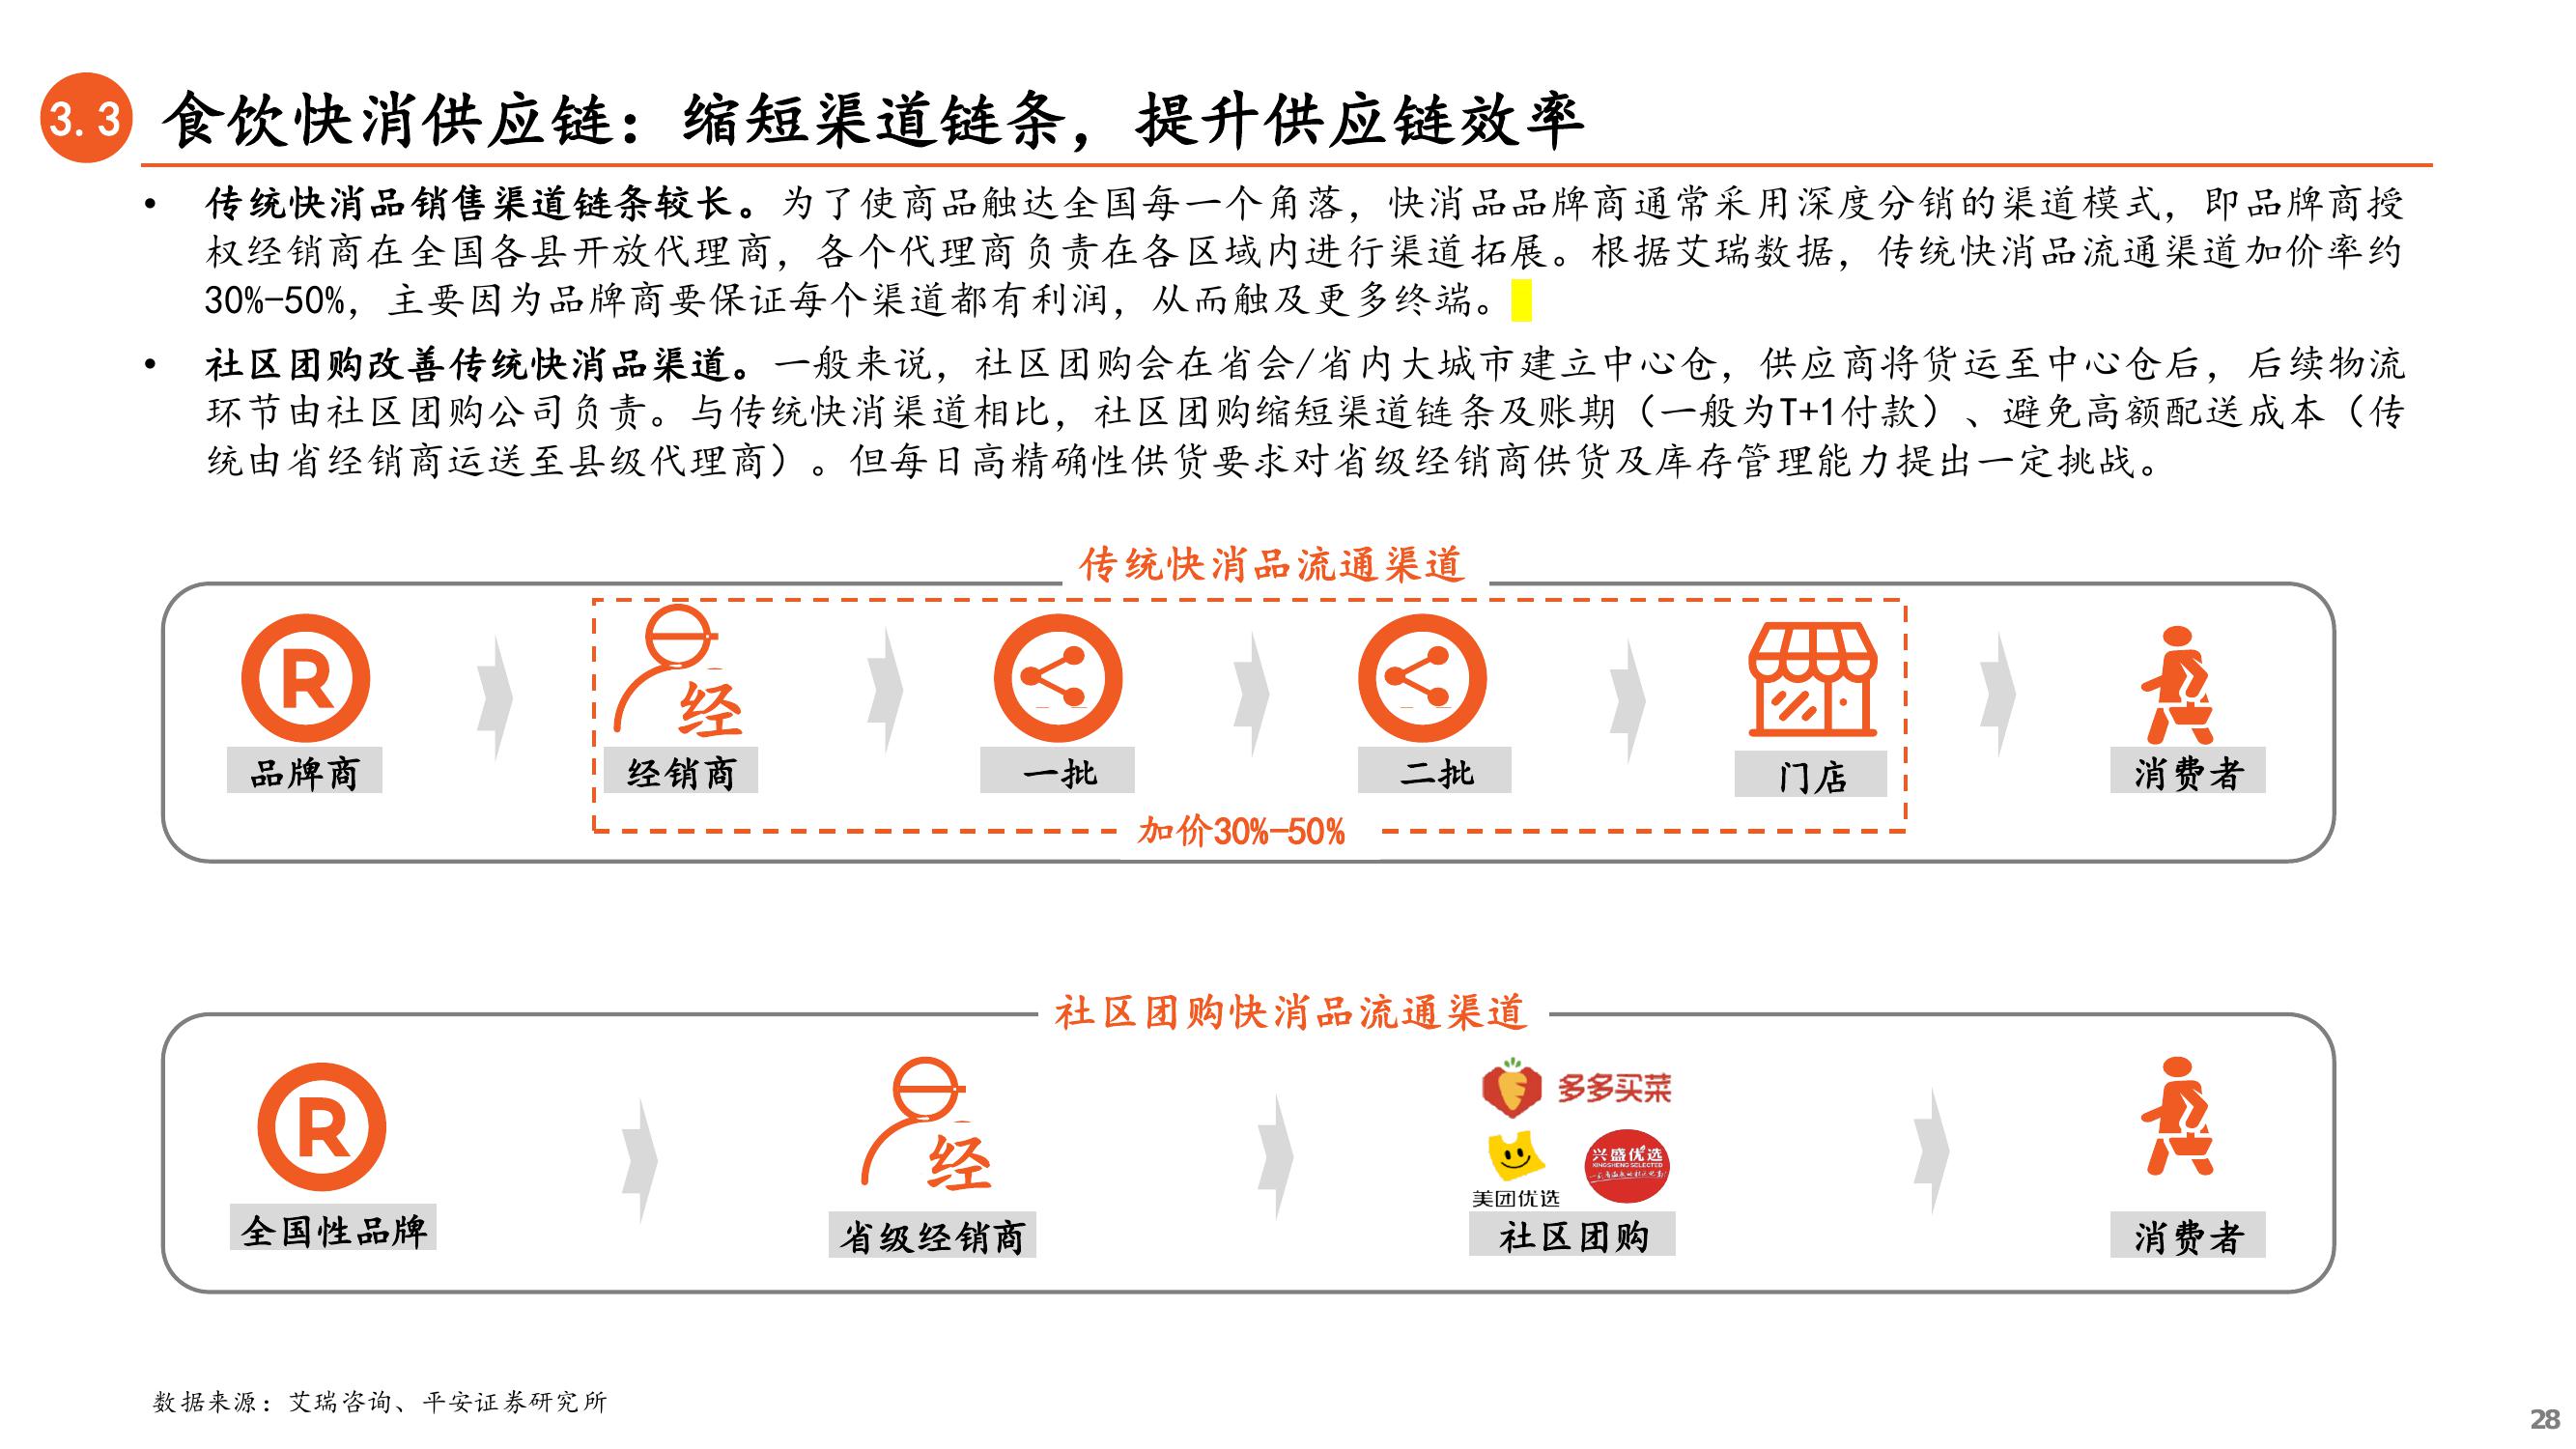 3.3 食饮快消供应链：缩短渠道链条，提升供应链效率
• 传统快消品销售渠道链条较长。为了使商品触达全国每一个角落，快消品品牌商通常采用深度分销的渠道模式，即品牌商授
权经销商在全国各县开放代理商，各个代理商负责在各区域内进行渠道拓展。根据艾瑞数据，传统快消品流通渠道加价率约
30%-50%，主要因为品牌商要保证每个渠道都有利润，从而触及更多终端。
• 社区团购改善传统快消品渠道。一般来说，社区团购会在省会/省内大城市建立中心仓，供应商将货运至中心仓后，后续物流
环节由社区团购公司负责。与传统快消渠道相比，社区团购缩短渠道链条及账期（一般为T+1付款）、避免高额配送成本（传
统由省经销商运送至县级代理商）。但每日高精确性供货要求对省级经销商供货及库存管理能力提出一定挑战。
传统快消品流通渠道
R
经
品牌商
经销商
一批
二批
门店
消费者
加价30%-50%
社区团购快消品流通渠道
R
经
多多买菜
美团优选
兴盛优选
XINGSHENG SELECTED
全国性品牌
省级经销商
社区团购
消费者
数据来源：艾瑞咨询、平安证券研究所
28